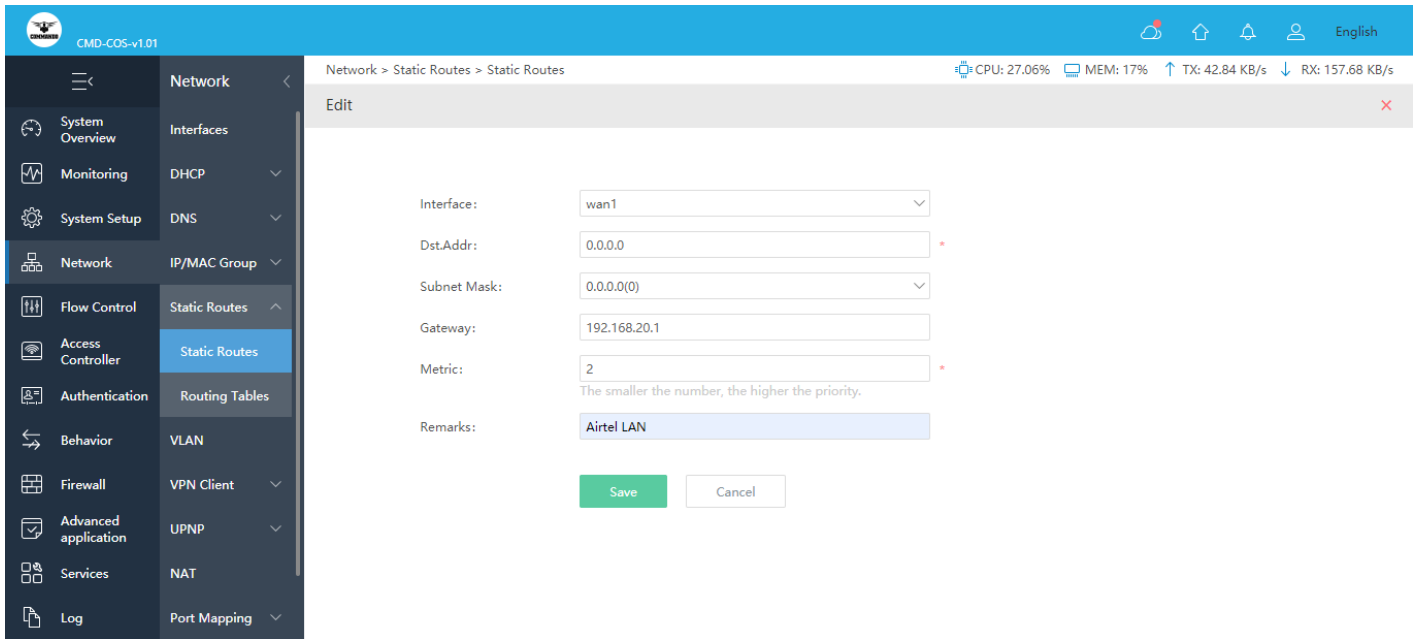 COMMANDO
CMD-COS-v1.01
English
Network
Network > Static Routes > Static Routes
CPU: 27.06%
MEM: 17%
TX: 42.84 KB/s
RX: 157.68 KB/s
Edit
System
Overview
Monitoring
System Setup
Network
Flow Control
Access
Controller
Authentication
Behavior
Firewall
Advanced
application
Services
Log
Interfaces
DHCP
DNS
IP/MAC Group
Static Routes
Static Routes
Routing Tables
VLAN
VPN Client
UPNP
NAT
Port Mapping
Interface: wan1
Dst.Addr: 0.0.0.0 *
Subnet Mask: 0.0.0.0(0)
Gateway: 192.168.20.1
Metric: 2 *
The smaller the number, the higher the priority.
Remarks: Airtel LAN
Save Cancel